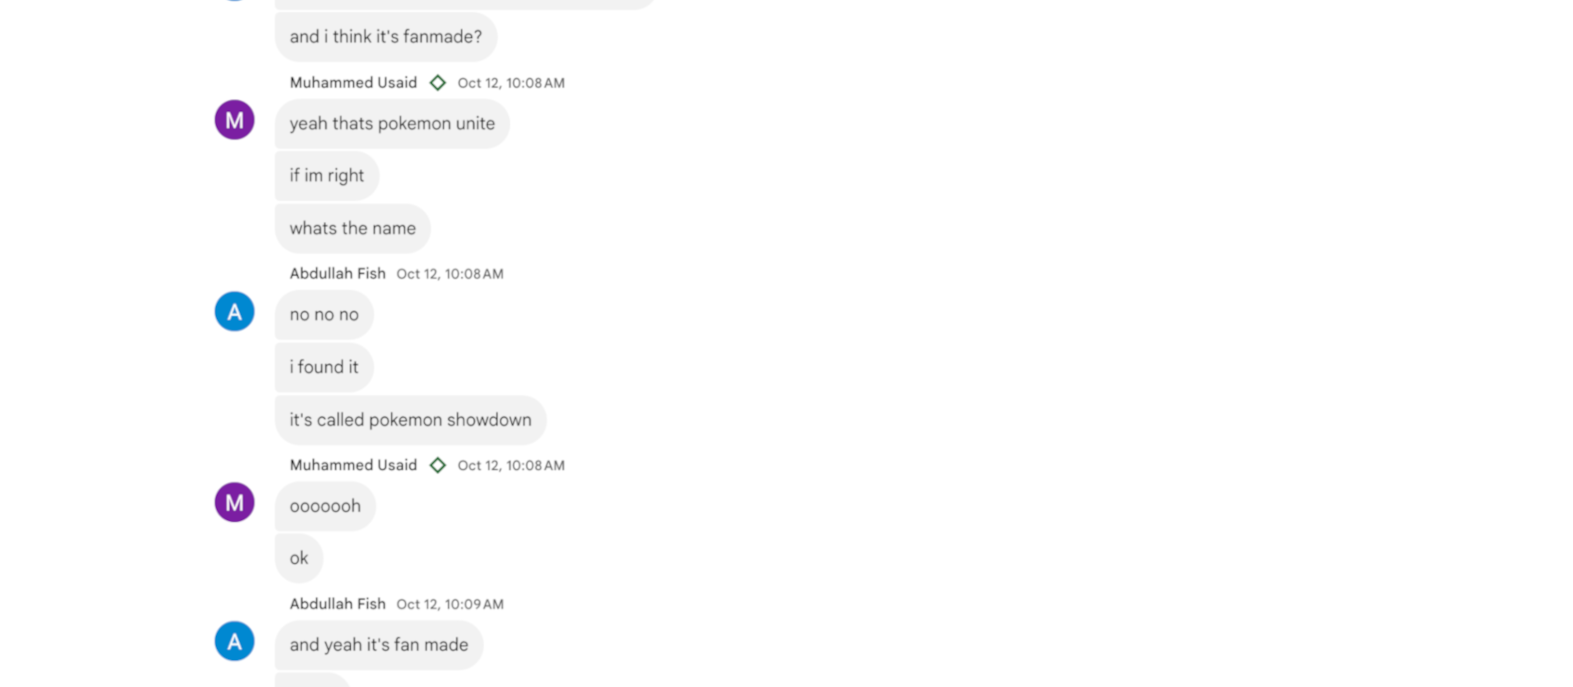 and i think it's fanmade?
Muhammed Usaid Oct 12, 10:08 AM
M
yeah thats pokemon unite
if im right
whats the name
Abdullah Fish Oct 12, 10:08 AM
A
no no no
i found it
it's called pokemon showdown
Muhammed Usaid Oct 12, 10:08 AM
M
ooooooh
ok
Abdullah Fish Oct 12, 10:09 AM
A
and yeah it's fan made